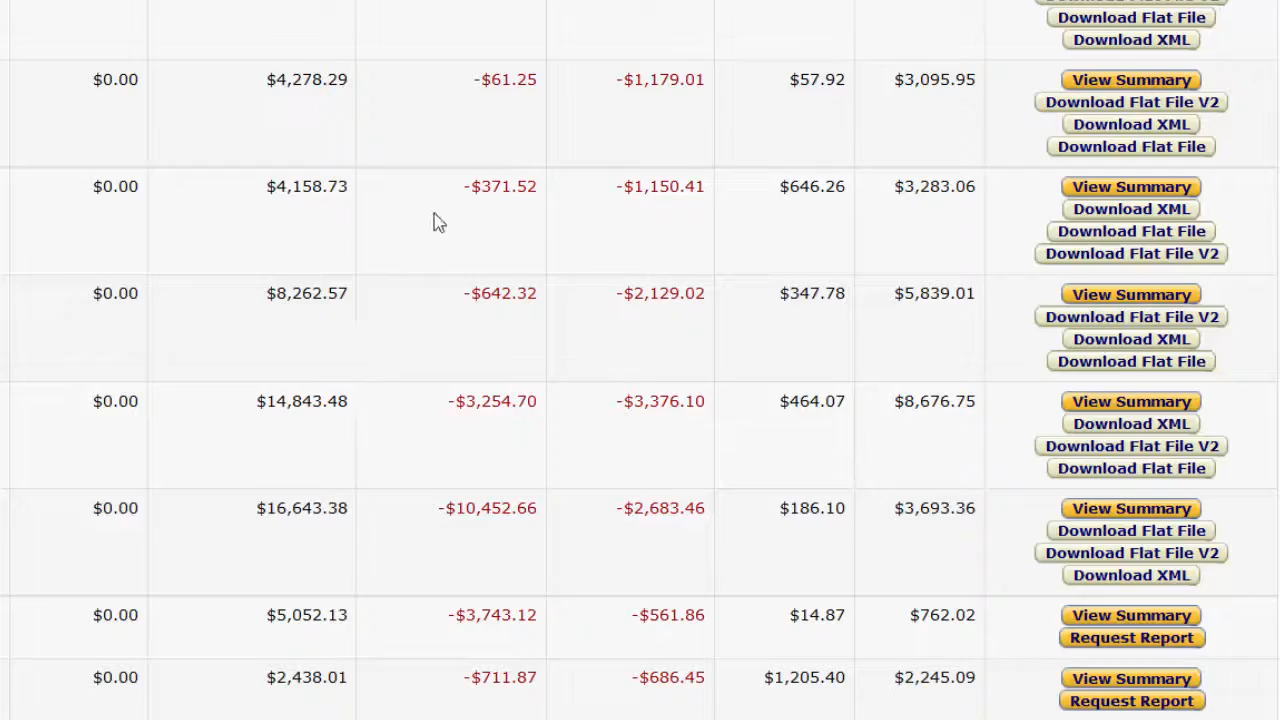 Download Flat File V2
Download Flat File
Download XML
$0.00 $4,278.29 -$61.25 -$1,179.01 $57.92 $3,095.95 View Summary
Download Flat File V2
Download XML
Download Flat File
$0.00 $4,158.73 -$371.52 -$1,150.41 $646.26 $3,283.06 View Summary
Download XML
Download Flat File
Download Flat File V2
$0.00 $8,262.57 -$642.32 -$2,129.02 $347.78 $5,839.01 View Summary
Download Flat File V2
Download XML
Download Flat File
$0.00 $14,843.48 -$3,254.70 -$3,376.10 $464.07 $8,676.75 View Summary
Download XML
Download Flat File V2
Download Flat File
$0.00 $16,643.38 -$10,452.66 -$2,683.46 $186.10 $3,693.36 View Summary
Download Flat File
Download Flat File V2
Download XML
$0.00 $5,052.13 -$3,743.12 -$561.86 $14.87 $762.02 View Summary
Request Report
$0.00 $2,438.01 -$711.87 -$686.45 $1,205.40 $2,245.09 View Summary
Request Report